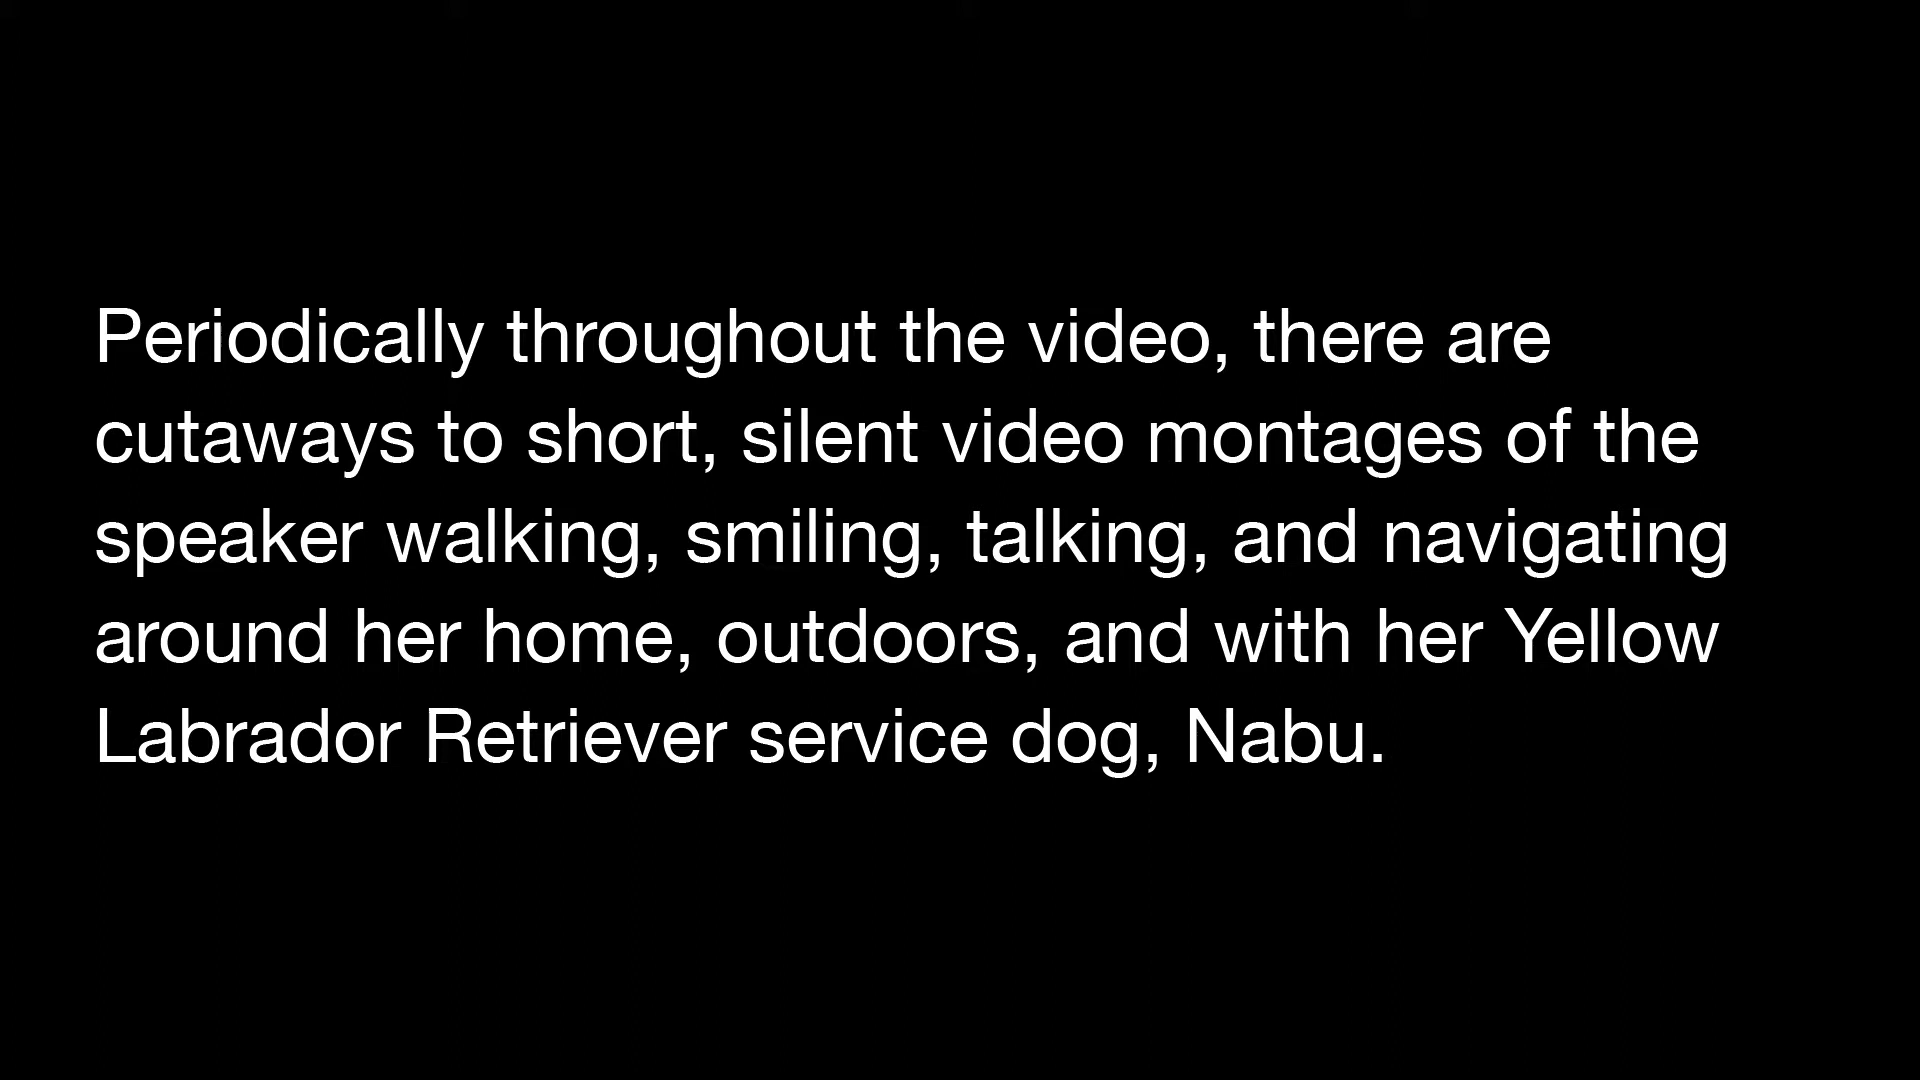 Periodically throughout the video, there are
cutaways to short, silent video montages of the
speaker walking, smiling, talking, and navigating
around her home, outdoors, and with her Yellow
Labrador Retriever service dog, Nabu.